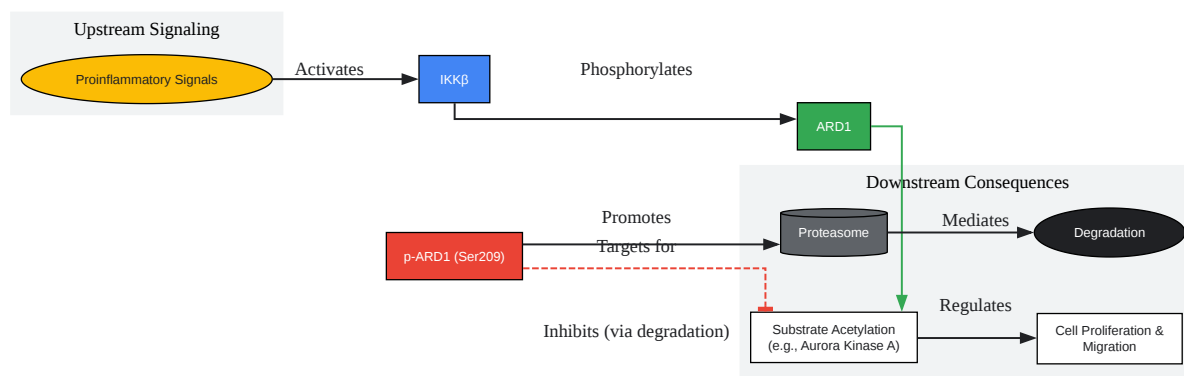 Upstream Signaling
Proinflammatory Signals
Activates
IKKβ
Phosphorylates
ARD1
Downstream Consequences
Promotes
Targets for
p-ARD1 (Ser209)
Proteasome
Mediates
Degradation
Inhibits (via degradation)
Substrate Acetylation
(e.g., Aurora Kinase A)
Regulates
Cell Proliferation &
Migration